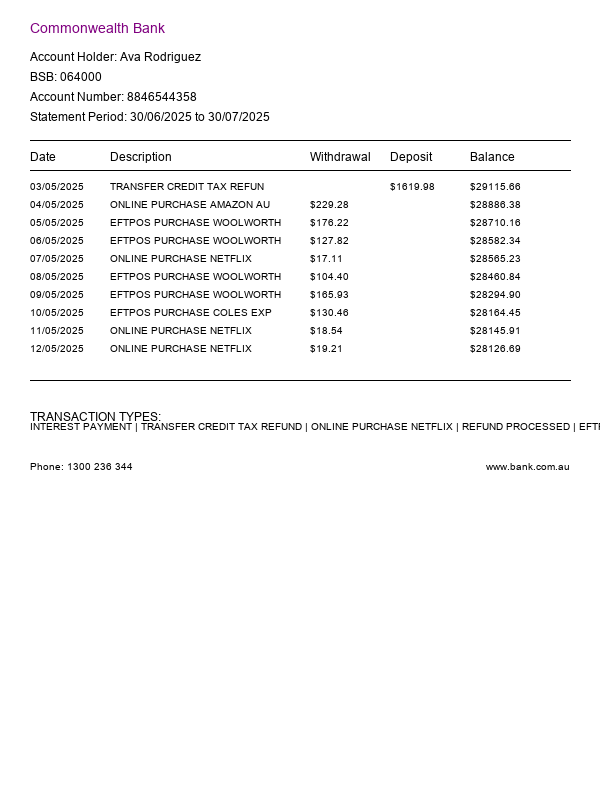 Commonwealth Bank
Account Holder: Ava Rodriguez
BSB: 064000
Account Number: 8846544358
Statement Period: 30/06/2025 to 30/07/2025
Date Description Withdrawal Deposit Balance
03/05/2025 TRANSFER CREDIT TAX REFUN $1619.98 $29115.66
04/05/2025 ONLINE PURCHASE AMAZON AU $229.28 $28886.38
05/05/2025 EFTPOS PURCHASE WOOLWORTH $176.22 $28710.16
06/05/2025 EFTPOS PURCHASE WOOLWORTH $127.82 $28582.34
07/05/2025 ONLINE PURCHASE NETFLIX $17.11 $28565.23
08/05/2025 EFTPOS PURCHASE WOOLWORTH $104.40 $28460.84
09/05/2025 EFTPOS PURCHASE WOOLWORTH $165.93 $28294.90
10/05/2025 EFTPOS PURCHASE COLES EXP $130.46 $28164.45
11/05/2025 ONLINE PURCHASE NETFLIX $18.54 $28145.91
12/05/2025 ONLINE PURCHASE NETFLIX $19.21 $28126.69
TRANSACTION TYPES:
INTEREST PAYMENT | TRANSFER CREDIT TAX REFUND | ONLINE PURCHASE NETFLIX | REFUND PROCESSED |
Phone: 1300 236 344 www.bank.com.au